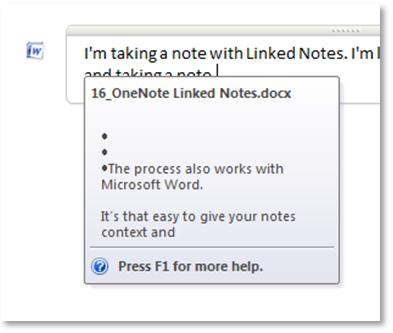 I'm taking a note with Linked Notes. I'm
and taking a note.
16_OneNote Linked Notes.docx
•
•
•The process also works with
Microsoft Word.
It´s that easy to give your notes
context and
Press F1 for more help.